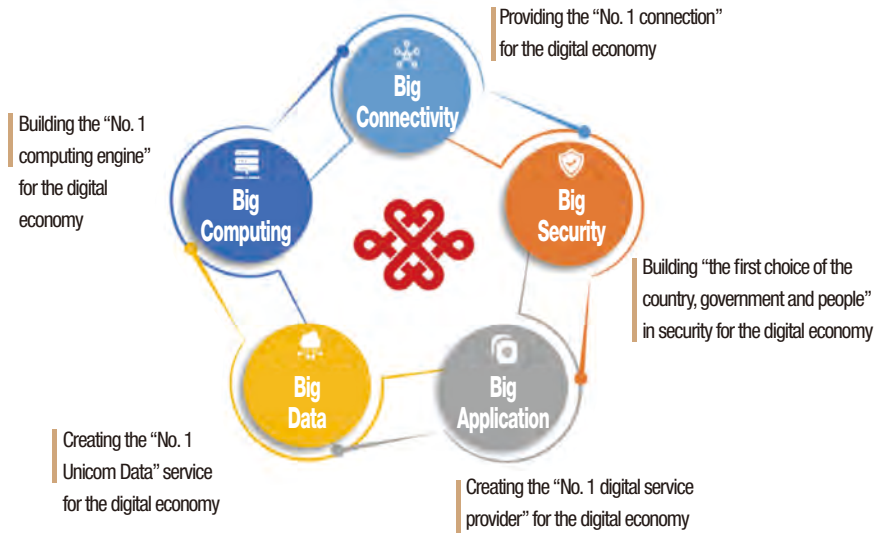 Providing the “No. 1 connection”
for the digital economy
Big
Connectivity
Building the “No. 1
computing engine”
for the digital
economy
Big
Computing
Big
Security
Building “the first choice of the
country, government and people”
in security for the digital economy
Big
Data
Big
Application
Creating the “No. 1
Unicom Data” service
for the digital economy
Creating the “No. 1 digital service
provider” for the digital economy